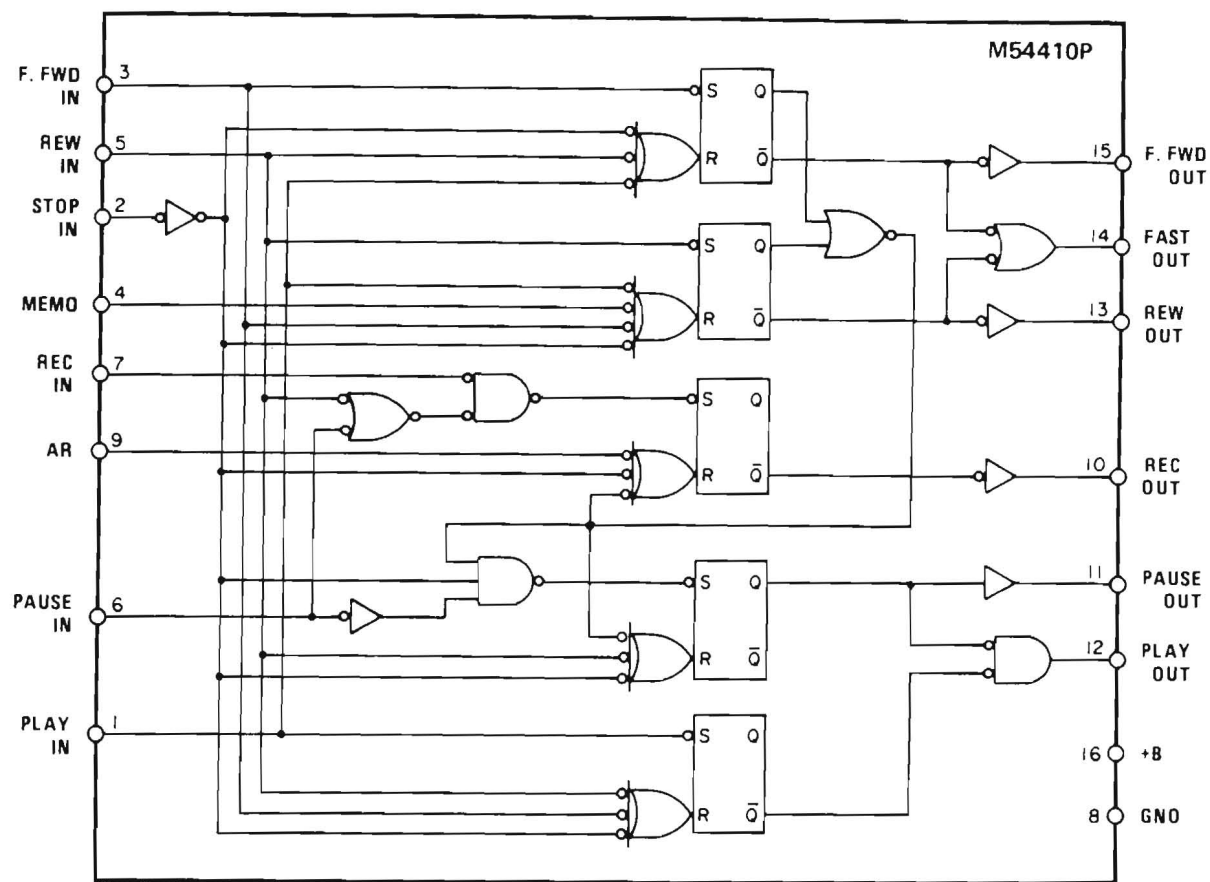 M54410P
F. FWD
IN
3
REW
IN
5
STOP
IN
2
MEMO
4
REC
IN
7
AR
9
PAUSE
IN
6
PLAY
IN
1
S Q
R Q̅
S Q
R Q̅
S Q
R Q̅
S Q
R Q̅
S Q
R Q̅
15
F. FWD
OUT
14
FAST
OUT
13
REW
OUT
10
REC
OUT
11
PAUSE
OUT
12
PLAY
OUT
16 +B
8 GNO